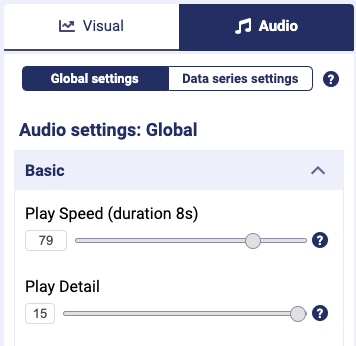 Visual Audio
Global settings Data series settings ?
Audio settings: Global
Basic
Play Speed (duration 8s)
79 ?
Play Detail
15 ?